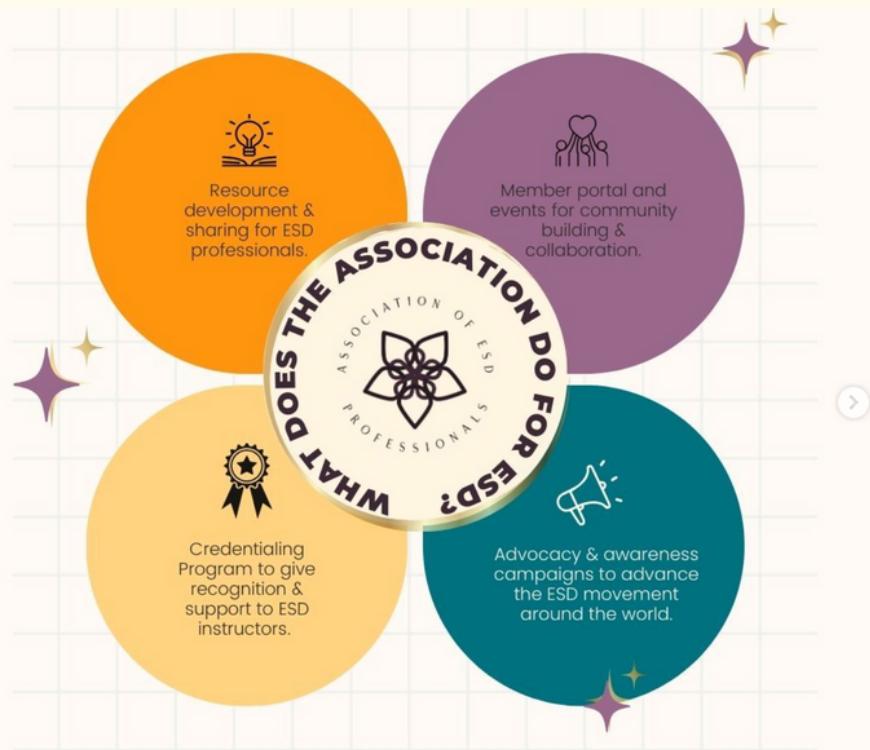 WHAT DOES THE ASSOCIATION DO FOR ESD?
ASSOCIATION OF ESD
PROFESSIONALS
Resource
development &
sharing for ESD
professionals.
Member portal and
events for community
building &
collaboration.
Credentialing
Program to give
recognition &
support to ESD
instructors.
Advocacy & awareness
campaigns to advance
the ESD movement
around the world.